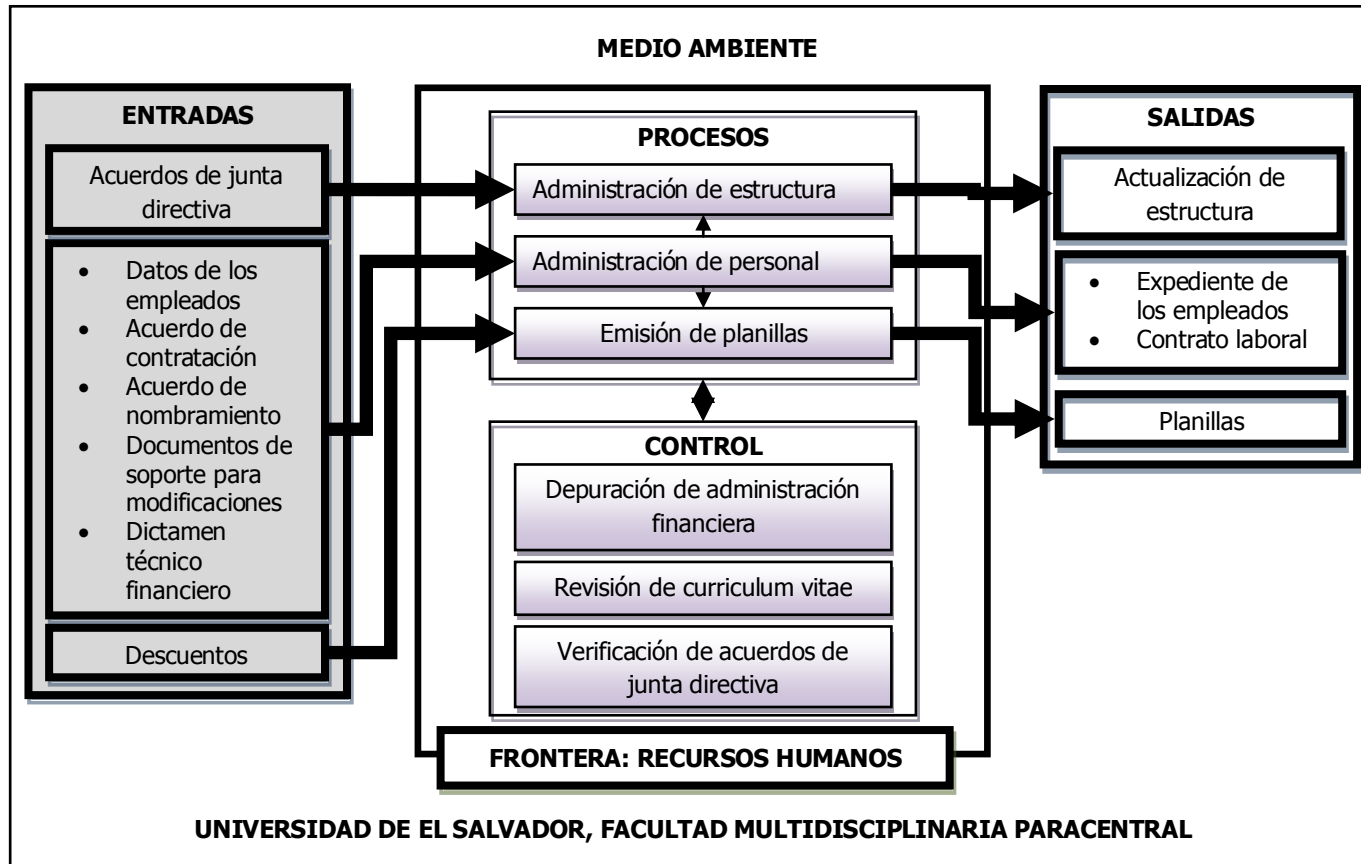 MEDIO AMBIENTE
ENTRADAS
Acuerdos de junta
directiva
• Datos de los
empleados
• Acuerdo de
contratación
• Acuerdo de
nombramiento
• Documentos de
soporte para
modificaciones
• Dictamen
técnico
financiero
Descuentos
PROCESOS
Administración de estructura
Administración de personal
Emisión de planillas
CONTROL
Depuración de administración
financiera
Revisión de curriculum vitae
Verificación de acuerdos de
junta directiva
FRONTERA: RECURSOS HUMANOS
SALIDAS
Actualización de
estructura
• Expediente de
los empleados
• Contrato laboral
Planillas
UNIVERSIDAD DE EL SALVADOR, FACULTAD MULTIDISCIPLINARIA PARACENTRAL